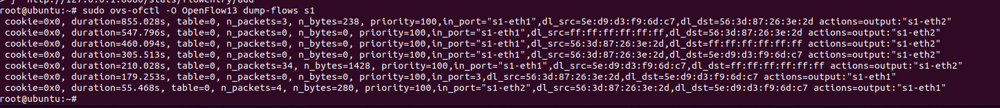 > }' http://127.0.0.1:8080/stats/flowentry/add
root@ubuntu:~# sudo ovs-ofctl -O OpenFlow13 dump-flows s1
cookie=0x0, duration=855.028s, table=0, n_packets=3, n_bytes=238, priority=100,in_port="s1-eth1",dl_src=5e:d9:d3:f9:6d:c7,dl_dst=56:3d:87:26:3e:2d actions=output:"s1-eth2"
cookie=0x0, duration=547.796s, table=0, n_packets=0, n_bytes=0, priority=100,in_port="s1-eth1",dl_src=ff:ff:ff:ff:ff:ff,dl_dst=56:3d:87:26:3e:2d actions=output:"s1-eth2"
cookie=0x0, duration=460.094s, table=0, n_packets=0, n_bytes=0, priority=100,in_port="s1-eth1",dl_src=56:3d:87:26:3e:2d,dl_dst=ff:ff:ff:ff:ff:ff actions=output:"s1-eth2"
cookie=0x0, duration=305.513s, table=0, n_packets=0, n_bytes=0, priority=100,in_port="s1-eth1",dl_src=56:3d:87:26:3e:2d,dl_dst=5e:d9:d3:f9:6d:c7 actions=output:"s1-eth2"
cookie=0x0, duration=210.028s, table=0, n_packets=34, n_bytes=1428, priority=100,in_port="s1-eth1",dl_src=5e:d9:d3:f9:6d:c7,dl_dst=ff:ff:ff:ff:ff:ff actions=output:"s1-eth2"
cookie=0x0, duration=179.253s, table=0, n_packets=0, n_bytes=0, priority=100,in_port=3,dl_src=56:3d:87:26:3e:2d,dl_dst=5e:d9:d3:f9:6d:c7 actions=output:"s1-eth1"
cookie=0x0, duration=55.468s, table=0, n_packets=4, n_bytes=280, priority=100,in_port="s1-eth2",dl_src=56:3d:87:26:3e:2d,dl_dst=5e:d9:d3:f9:6d:c7 actions=output:"s1-eth1"
root@ubuntu:~#